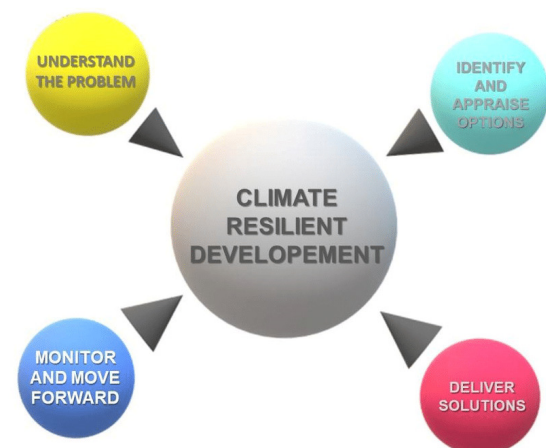 UNDERSTAND
THE PROBLEM
IDENTIFY
AND
APPRAISE
OPTIONS
CLIMATE
RESILIENT
DEVELOPEMENT
MONITOR
AND MOVE
FORWARD
DELIVER
SOLUTIONS